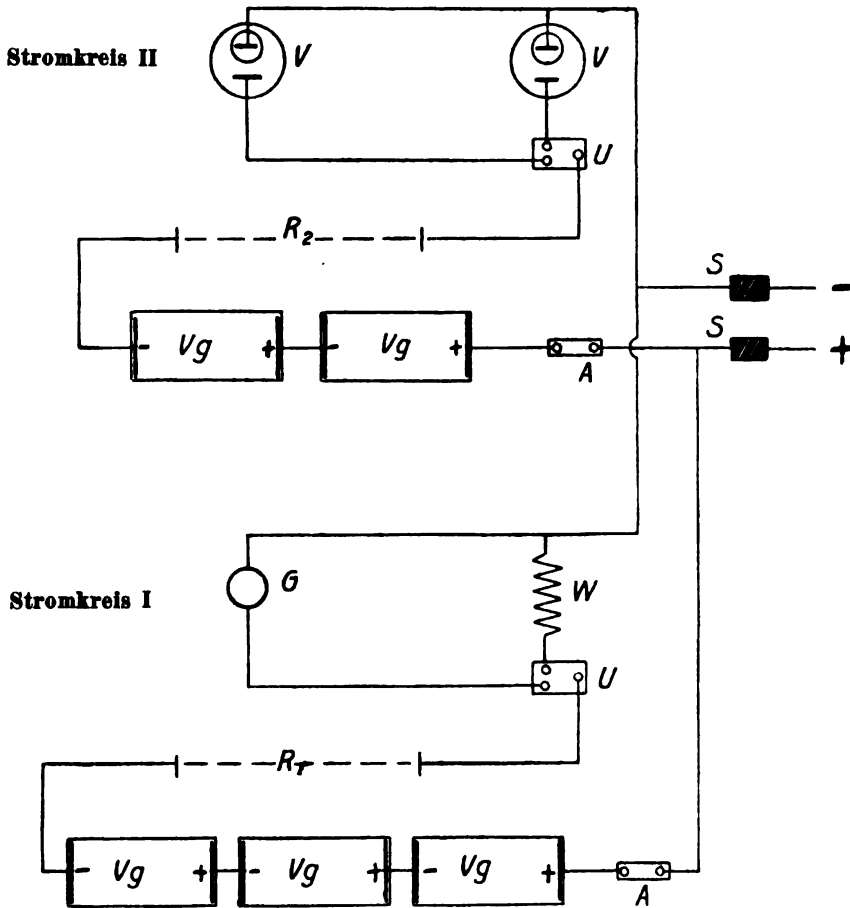 Stromkreis II
V
V
U
R2
S
-
S
+
- Vg +
- Vg +
A
Stromkreis I
G
W
U
R1
- Vg +
- Vg +
- Vg +
A